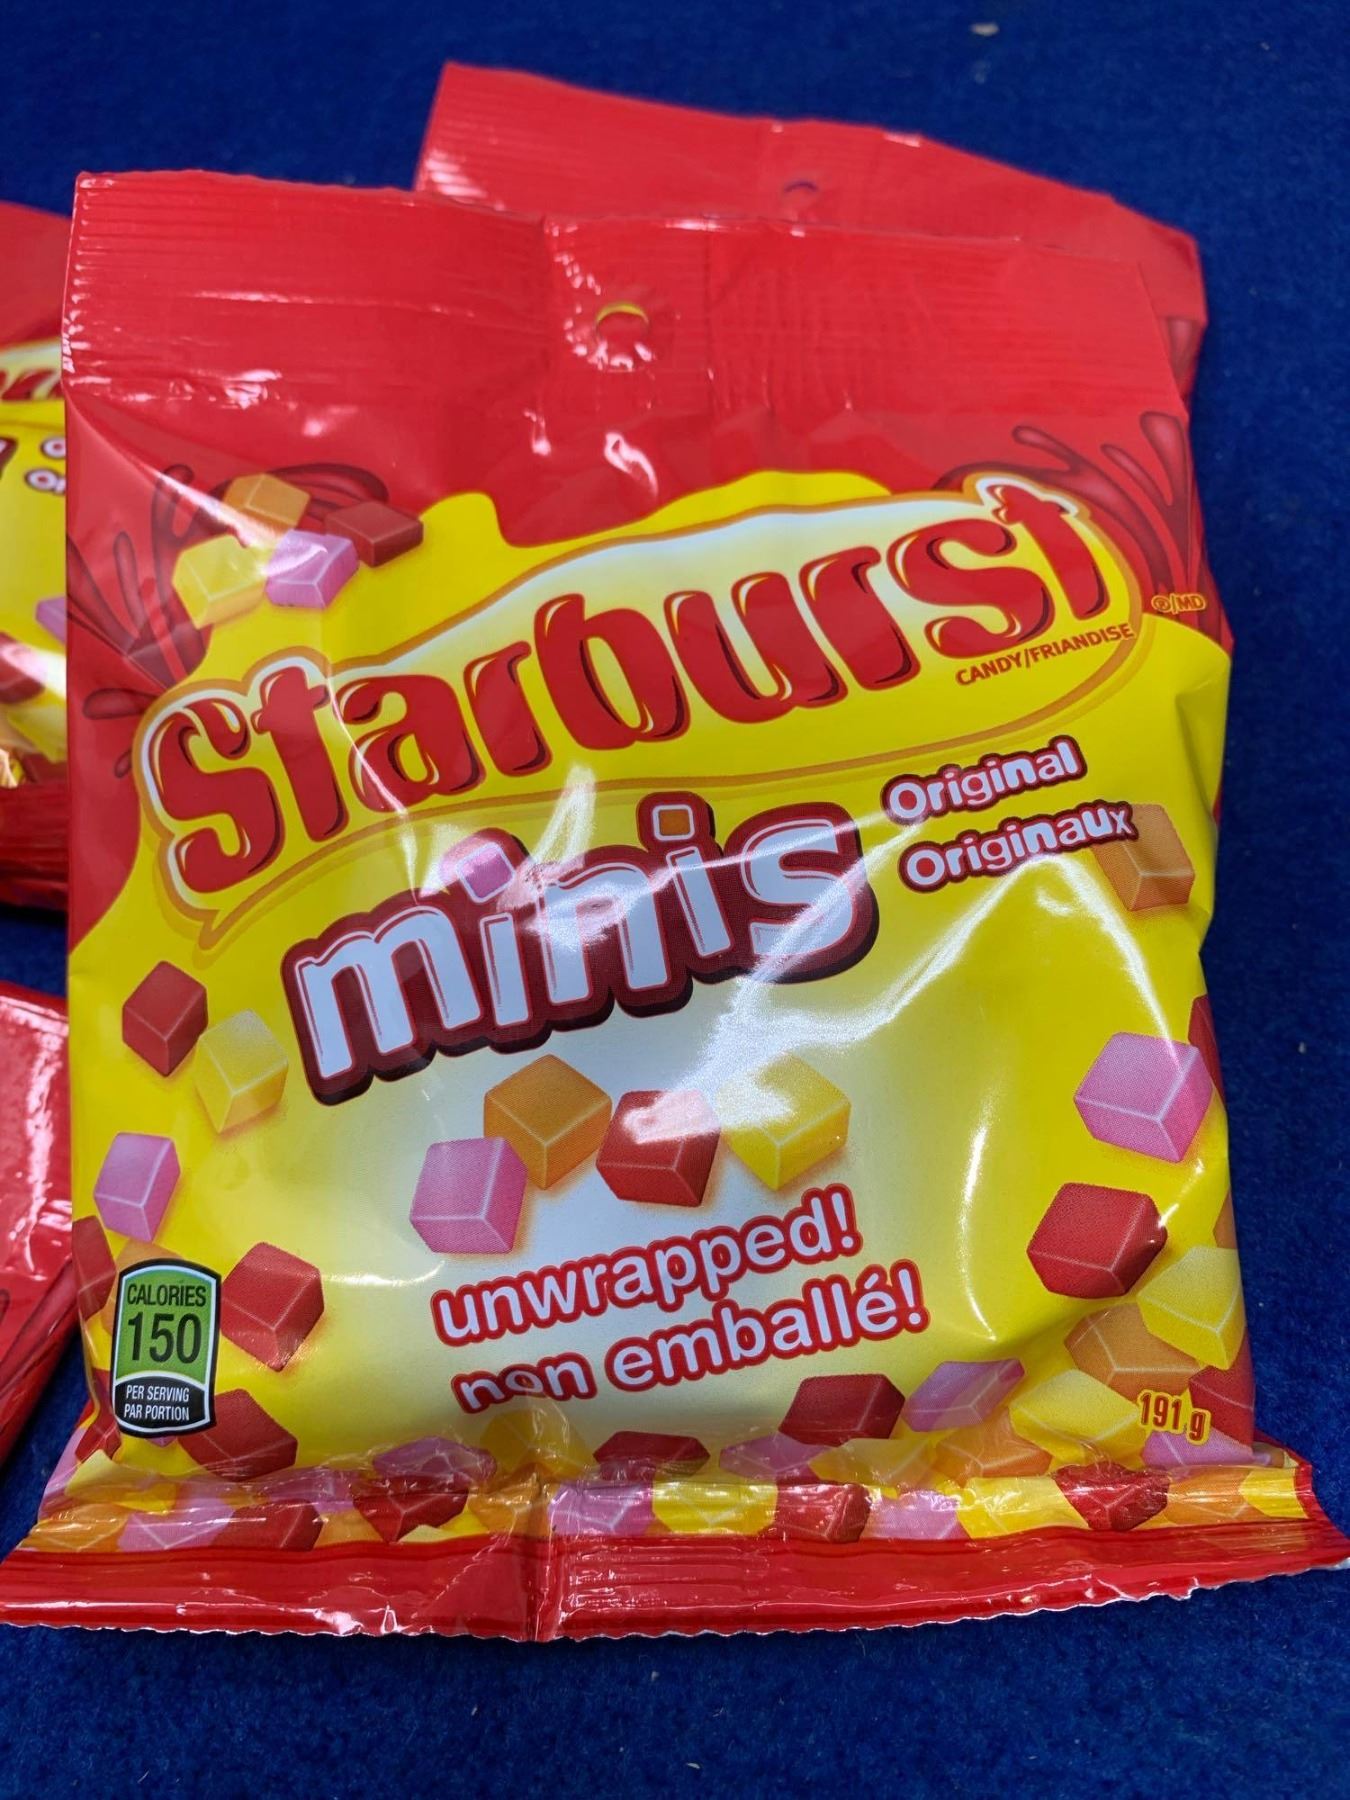 Starburst
®/MD
CANDY/FRIANDISE
minis
Original
Originaux
unwrapped!
non emballé!
CALORIES
150
PER SERVING
PAR PORTION
191 g